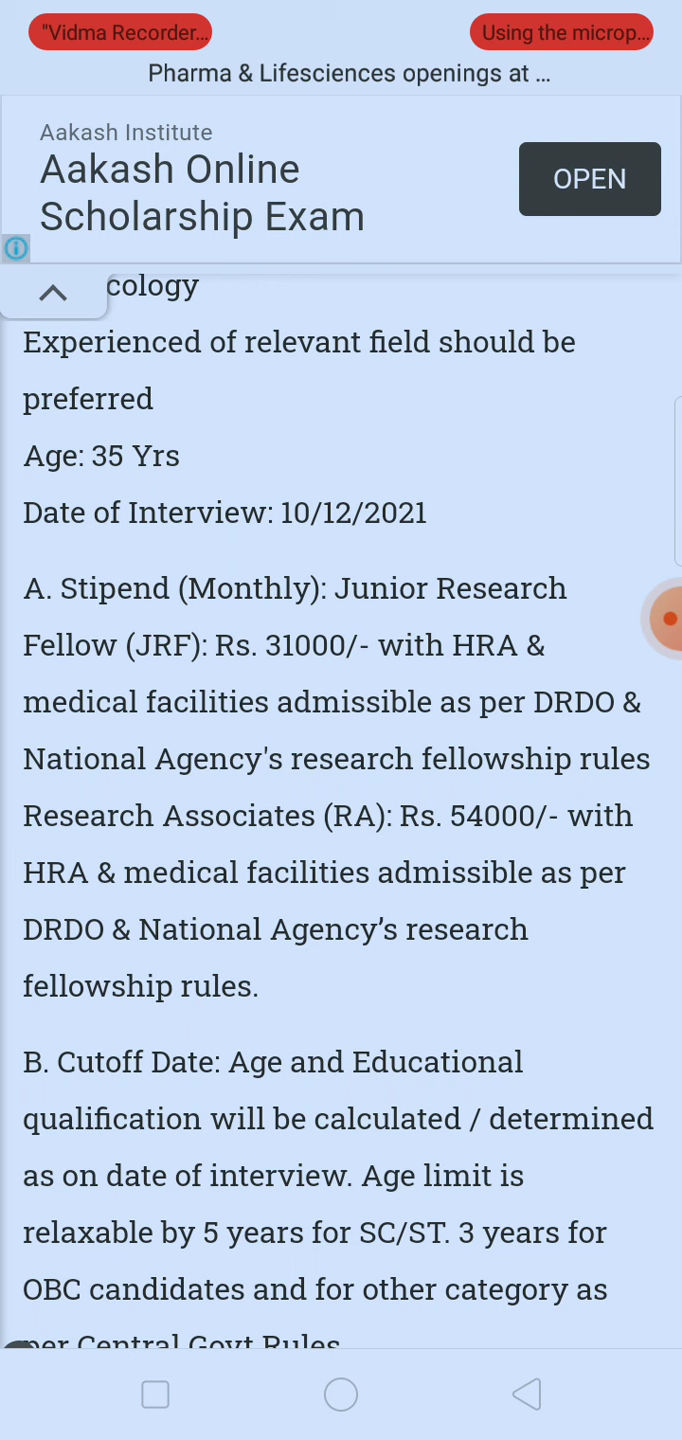 "Vidma Recorder...
Using the microp...
Pharma & Lifesciences openings at ...
Aakash Institute
Aakash Online
Scholarship Exam
OPEN
cology
Experienced of relevant field should be
preferred
Age: 35 Yrs
Date of Interview: 10/12/2021
A. Stipend (Monthly): Junior Research
Fellow (JRF): Rs. 31000/- with HRA &
medical facilities admissible as per DRDO &
National Agency's research fellowship rules
Research Associates (RA): Rs. 54000/- with
HRA & medical facilities admissible as per
DRDO & National Agency’s research
fellowship rules.
B. Cutoff Date: Age and Educational
qualification will be calculated / determined
as on date of interview. Age limit is
relaxable by 5 years for SC/ST. 3 years for
OBC candidates and for other category as
per Central Govt Rules